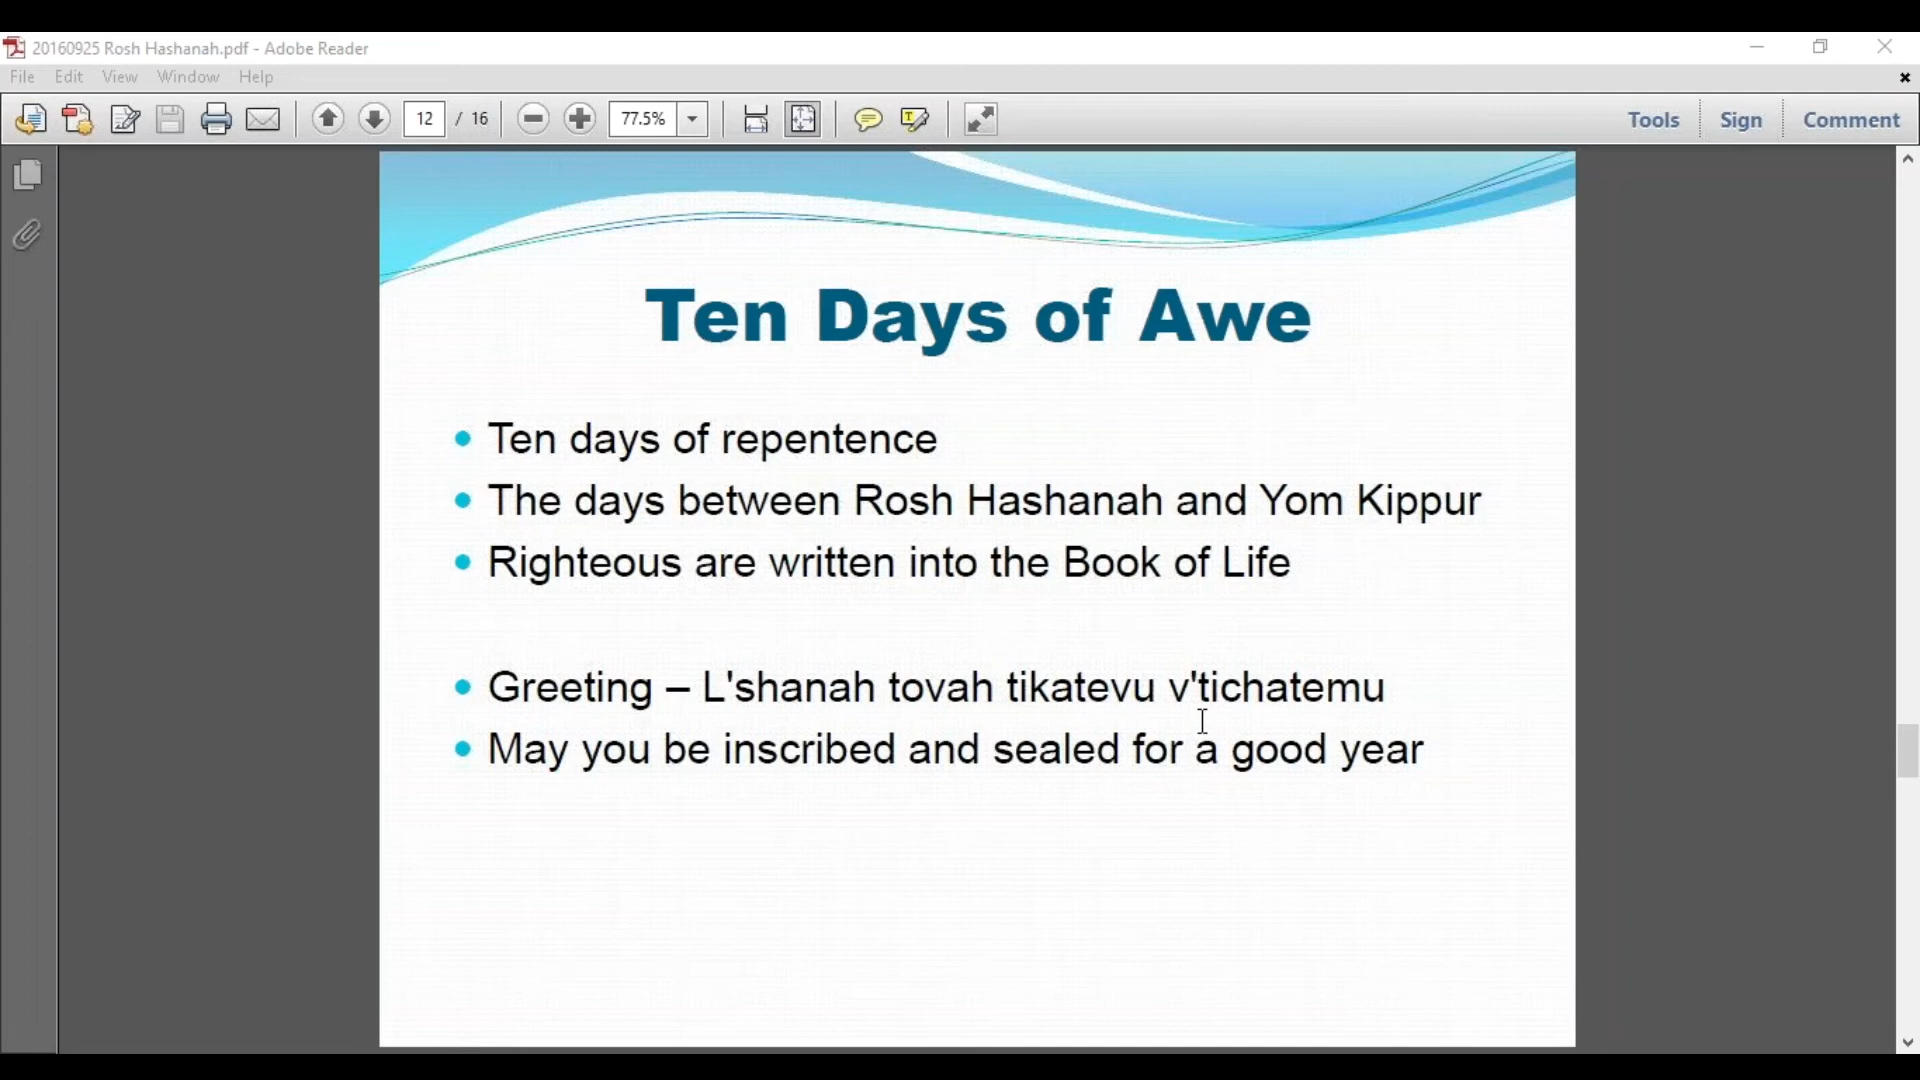 20160925 Rosh Hashanah.pdf - Adobe Reader
File Edit View Window Help
12 / 16 77.5% Tools Sign Comment
Ten Days of Awe
• Ten days of repentence
• The days between Rosh Hashanah and Yom Kippur
• Righteous are written into the Book of Life
• Greeting – L'shanah tovah tikatevu v'tichatemu
• May you be inscribed and sealed for a good year